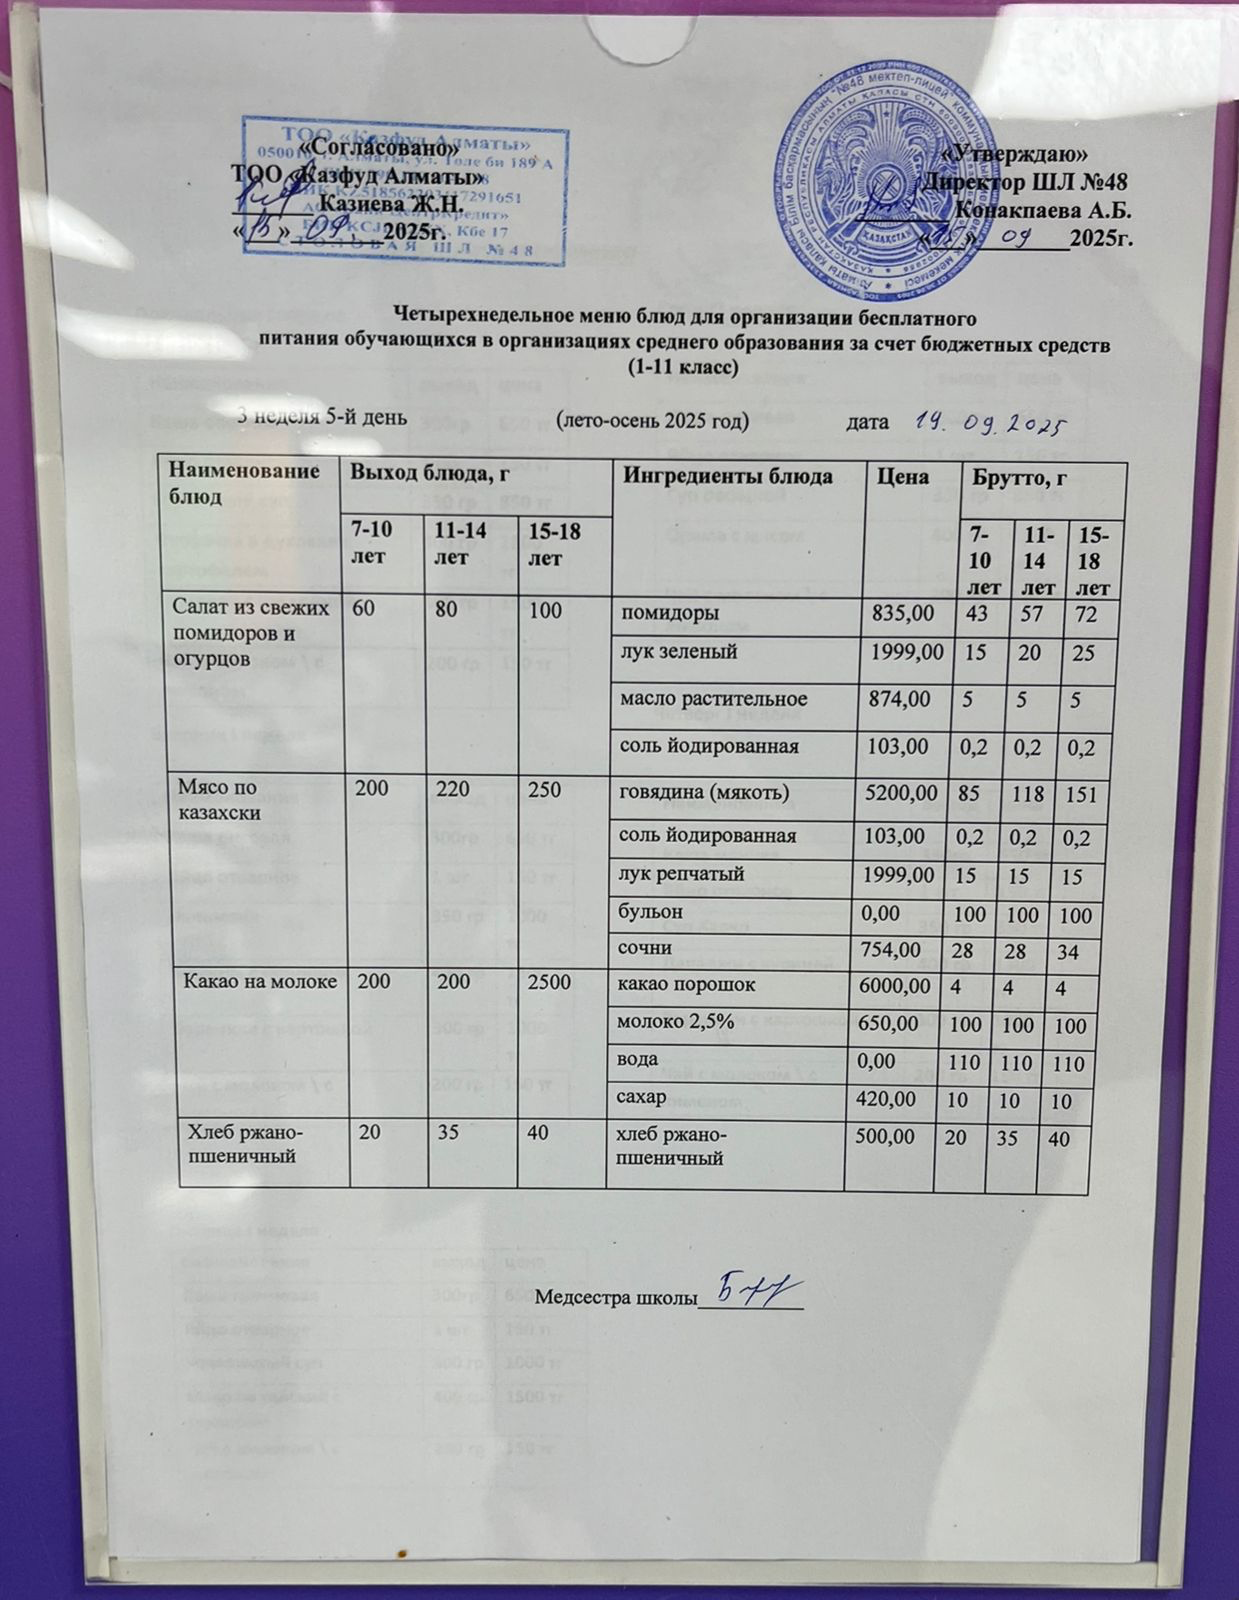 ТОО «Казфуд Алматы»
«Согласовано»
ТОО «Казфуд Алматы»
Казиева Ж.Н.
09. 2025г.
СТОЛОВАЯ ШЛ №48
«Утверждаю»
Директор ШЛ №48
Конакпаева А.Б.
09 2025г.
ҚАЗАҚСТАН
Четырехнедельное меню блюд для организации бесплатного
питания обучающихся в организациях среднего образования за счет бюджетных средств
(1-11 класс)
3 неделя 5-й день (лето-осень 2025 год) дата 19.09.2025
Наименование блюд Выход блюда, г Ингредиенты блюда Цена Брутто, г
7-10 лет 11-14 лет 15-18 лет 7-10 лет 11-14 лет 15-18 лет
Салат из свежих помидоров и огурцов 60 80 100 помидоры 835,00 43 57 72
лук зеленый 1999,00 15 20 25
масло растительное 874,00 5 5 5
соль йодированная 103,00 0,2 0,2 0,2
Мясо по казахски 200 220 250 говядина (мякоть) 5200,00 85 118 151
соль йодированная 103,00 0,2 0,2 0,2
лук репчатый 1999,00 15 15 15
бульон 0,00 100 100 100
сочни 754,00 28 28 34
Какао на молоке 200 200 2500 какао порошок 6000,00 4 4 4
молоко 2,5% 650,00 100 100 100
вода 0,00 110 110 110
сахар 420,00 10 10 10
Хлеб ржано-пшеничный 20 35 40 хлеб ржано-пшеничный 500,00 20 35 40
Медсестра школы